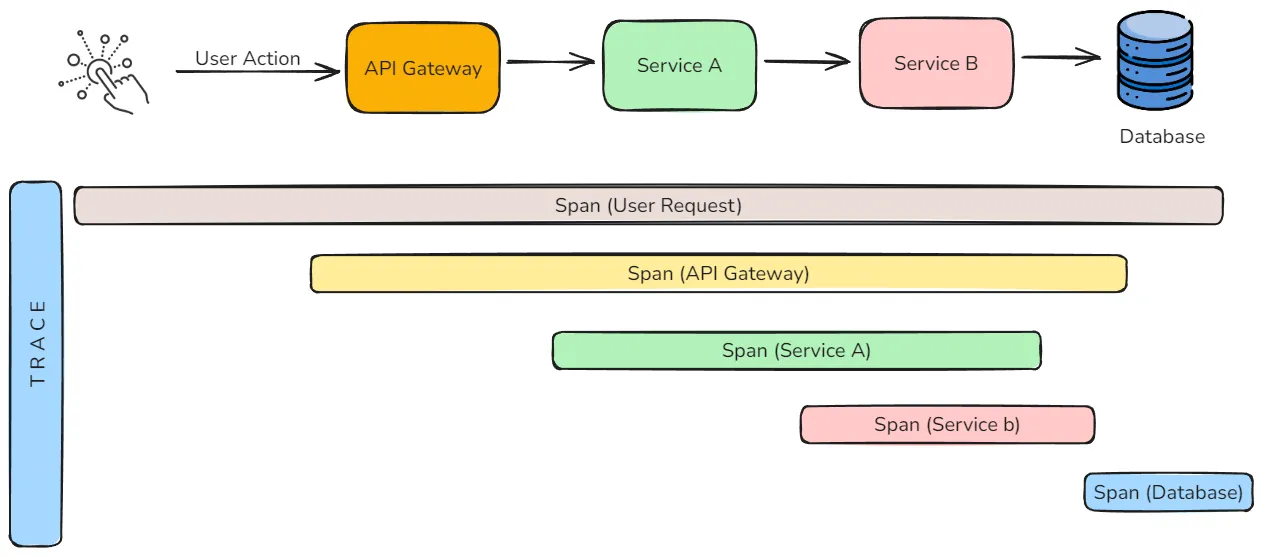 User Action
API Gateway
Service A
Service B
Database
TRACE
Span (User Request)
Span (API Gateway)
Span (Service A)
Span (Service b)
Span (Database)